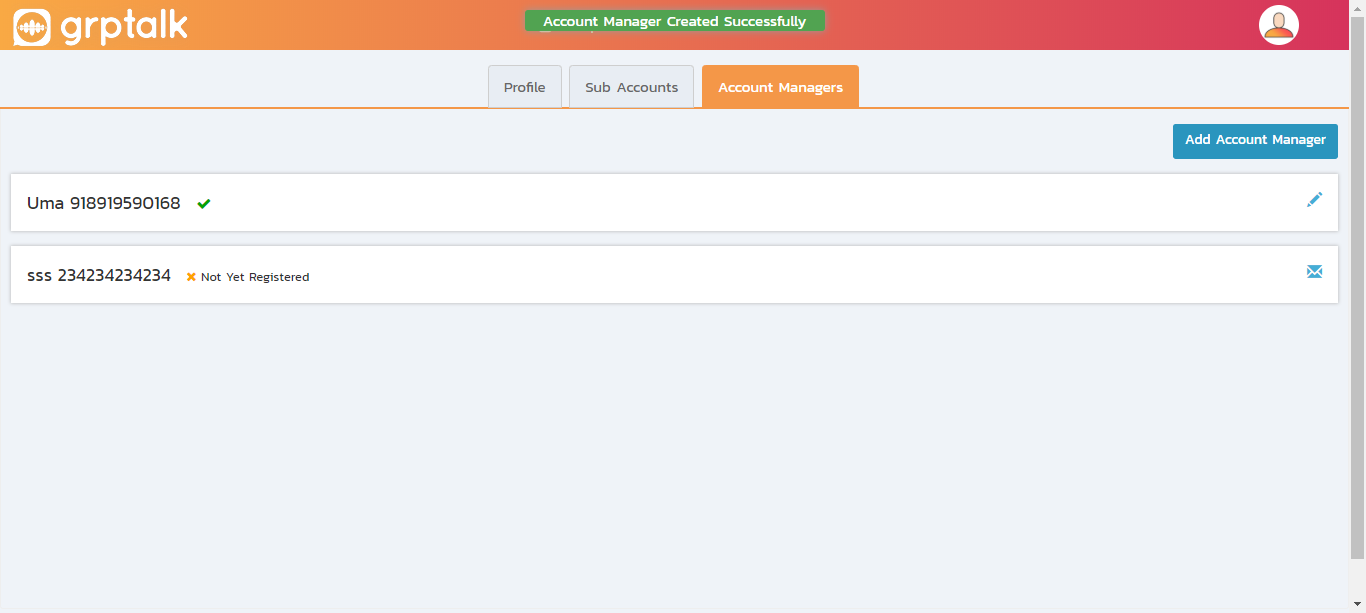 grptalk
Account Manager Created Successfully
Profile
Sub Accounts
Account Managers
Add Account Manager
Uma 918919590168
sss 234234234234 Not Yet Registered